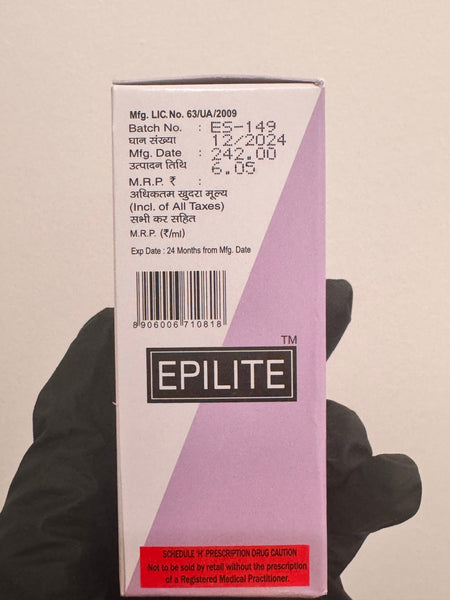 Mfg. LIC. No. 63/UA/2009
Batch No. : ES-149
घान संख्या 12/2024
Mfg. Date : 242.00
उत्पादन तिथि 6.05
M.R.P. ₹ :
अधिकतम खुदरा मूल्य
(Incl. of All Taxes)
सभी कर सहित
M.R.P. (₹/ml)
Exp Date : 24 Months from Mfg. Date
8906006710818
TM
EPILITE
SCHEDULE 'H' PRESCRIPTION DRUG CAUTION
Not to be sold by retail without the prescription
of a Registered Medical Practitioner.